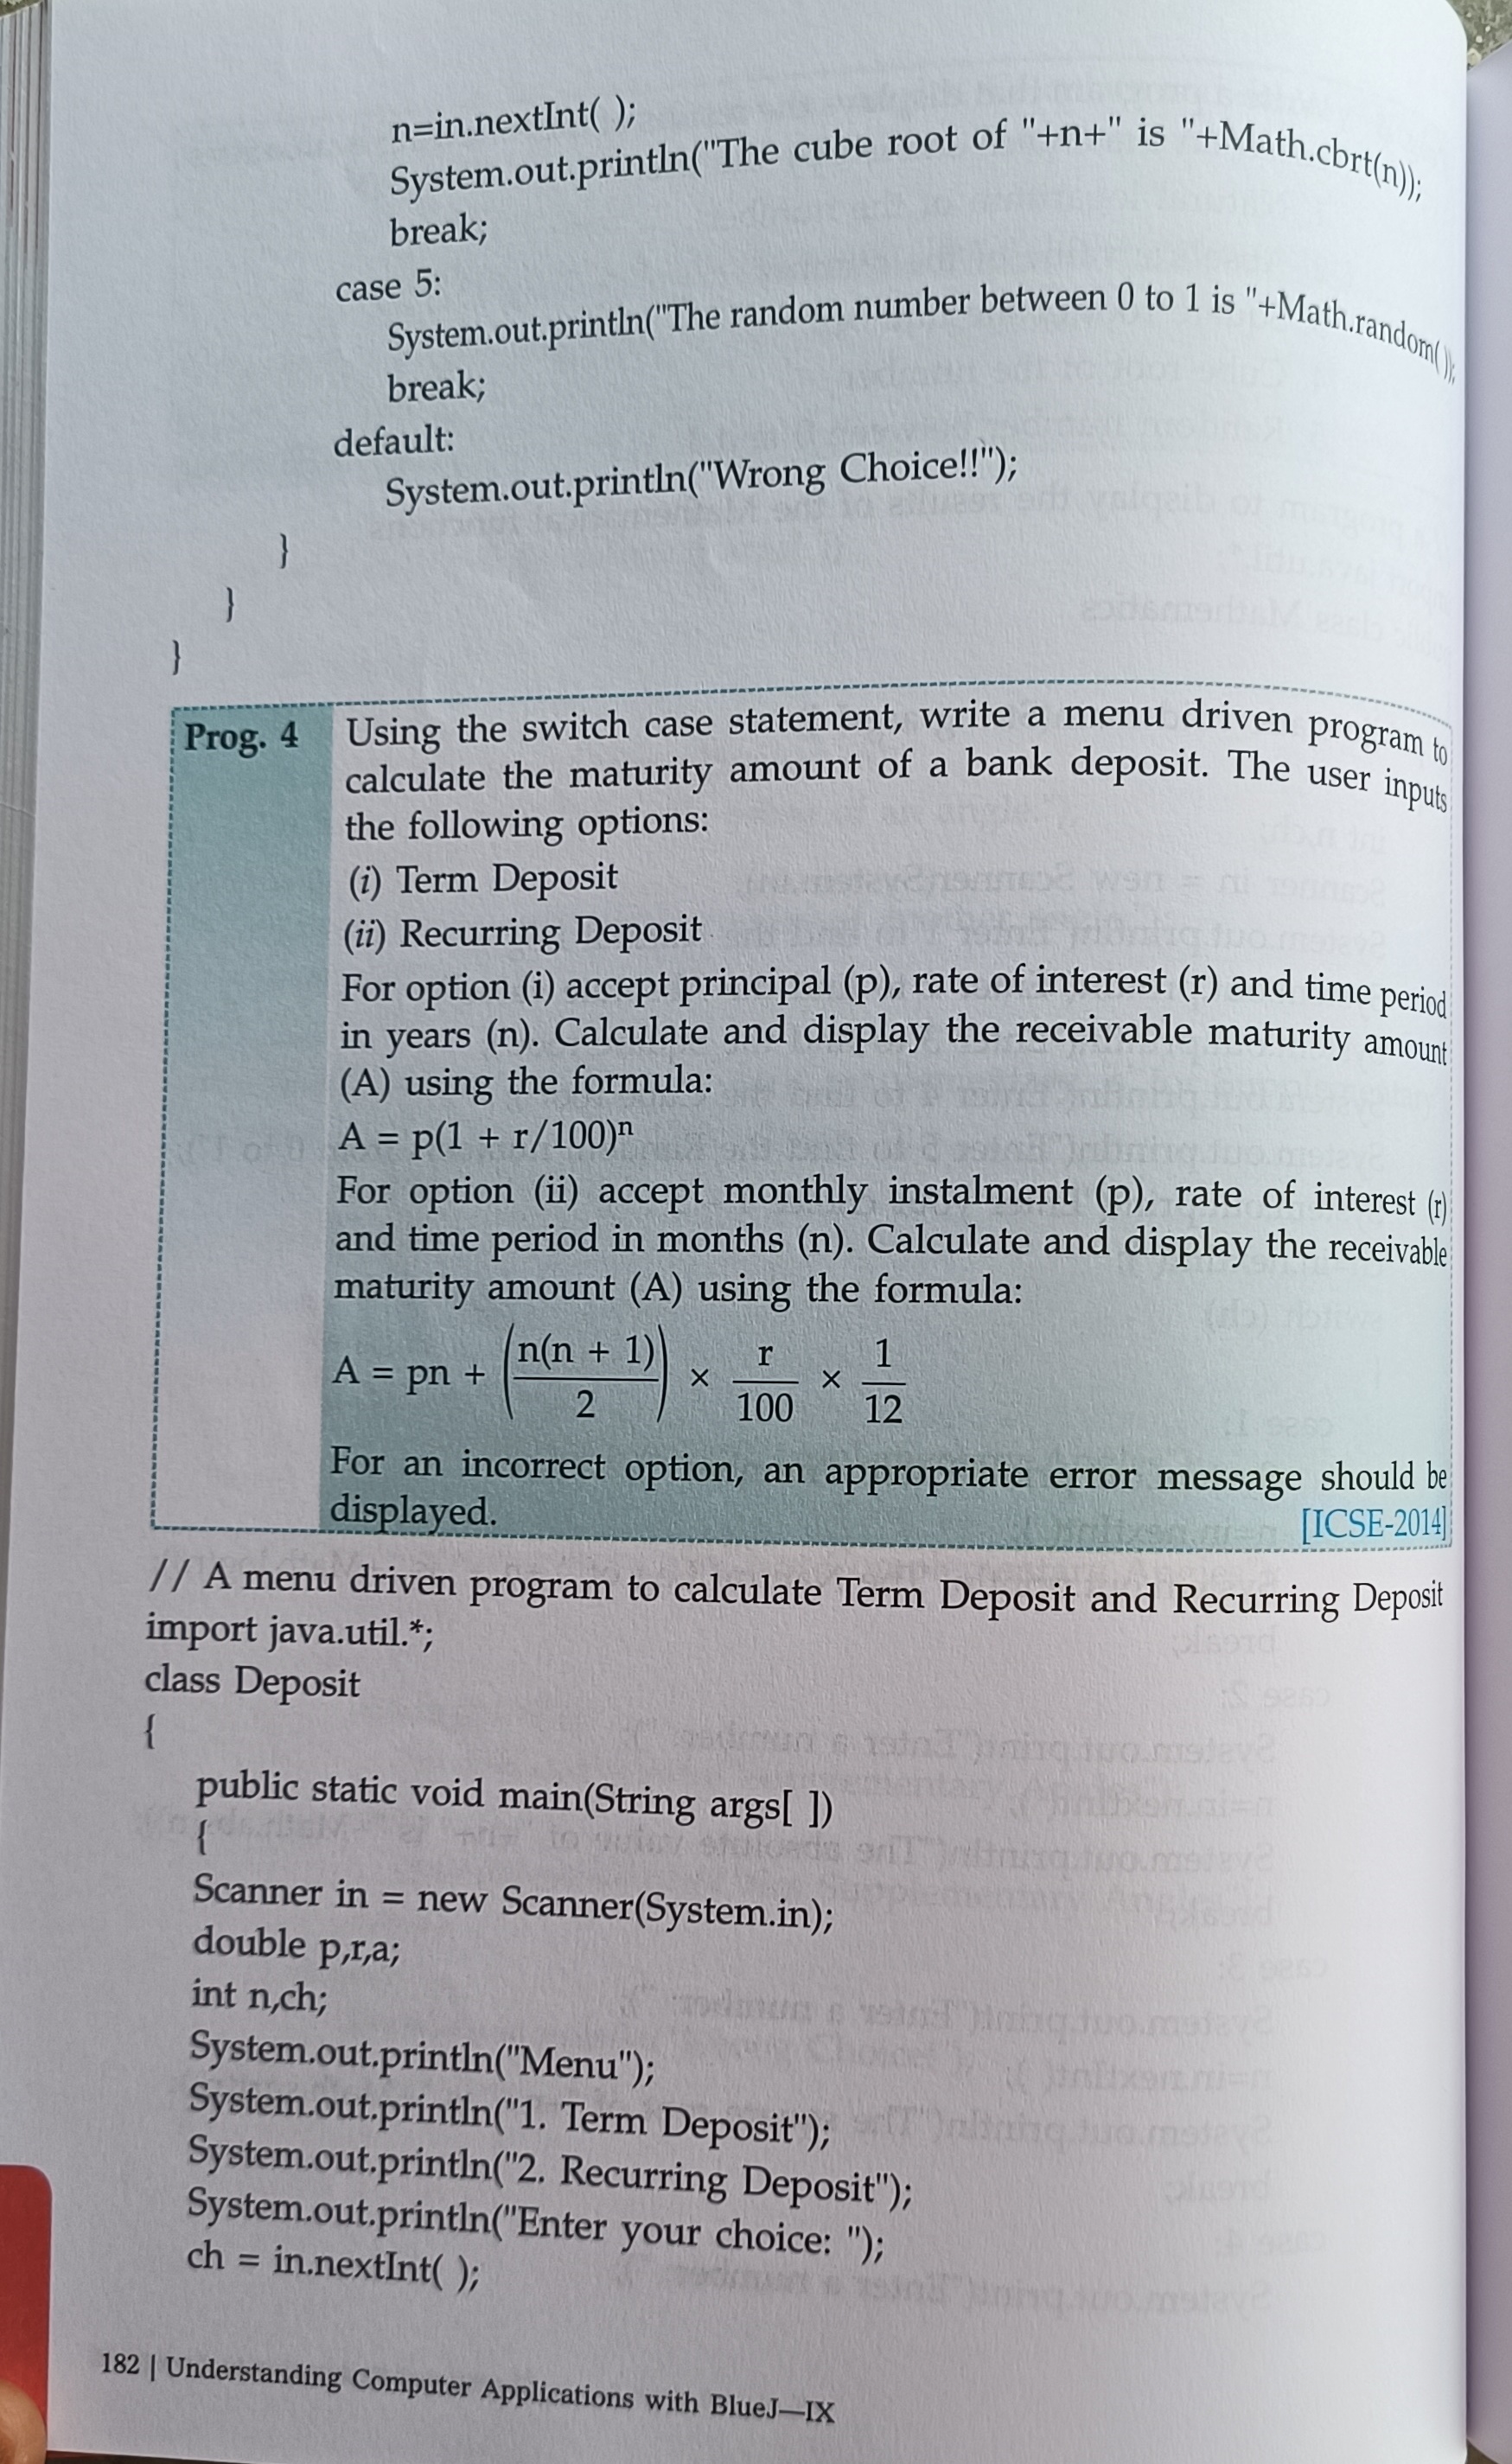 n=in.nextInt( );
System.out.println("The cube root of "+n+" is "+Math.cbrt(n));
break;
case 5:
System.out.println("The random number between 0 to 1 is "+Math.random( ));
break;
default:
System.out.println("Wrong Choice!!");
}
}
}
Prog. 4 Using the switch case statement, write a menu driven program to
calculate the maturity amount of a bank deposit. The user inputs
the following options:
(i) Term Deposit
(ii) Recurring Deposit
For option (i) accept principal (p), rate of interest (r) and time period
in years (n). Calculate and display the receivable maturity amount
(A) using the formula:
A = p(1 + r/100)ⁿ
For option (ii) accept monthly instalment (p), rate of interest (r)
and time period in months (n). Calculate and display the receivable
maturity amount (A) using the formula:
A = pn + (n(n + 1)/2) × r/100 × 1/12
For an incorrect option, an appropriate error message should be
displayed. [ICSE-2014]
// A menu driven program to calculate Term Deposit and Recurring Deposit
import java.util.*;
class Deposit
{
public static void main(String args[ ])
{
Scanner in = new Scanner(System.in);
double p,r,a;
int n,ch;
System.out.println("Menu");
System.out.println("1. Term Deposit");
System.out.println("2. Recurring Deposit");
System.out.println("Enter your choice: ");
ch = in.nextInt( );
182 | Understanding Computer Applications with BlueJ—IX